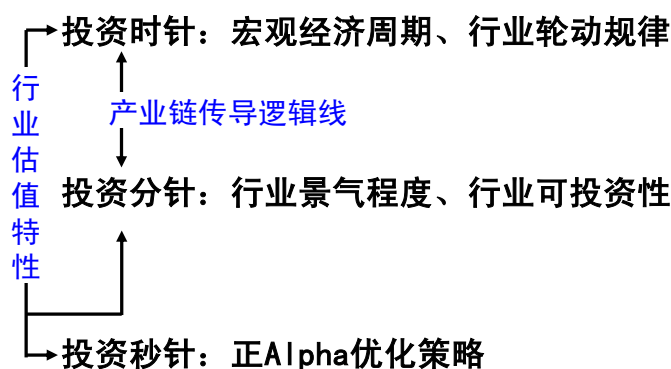 投资时针：宏观经济周期、行业轮动规律
行业估值特性
产业链传导逻辑线
投资分针：行业景气程度、行业可投资性
投资秒针：正Alpha优化策略